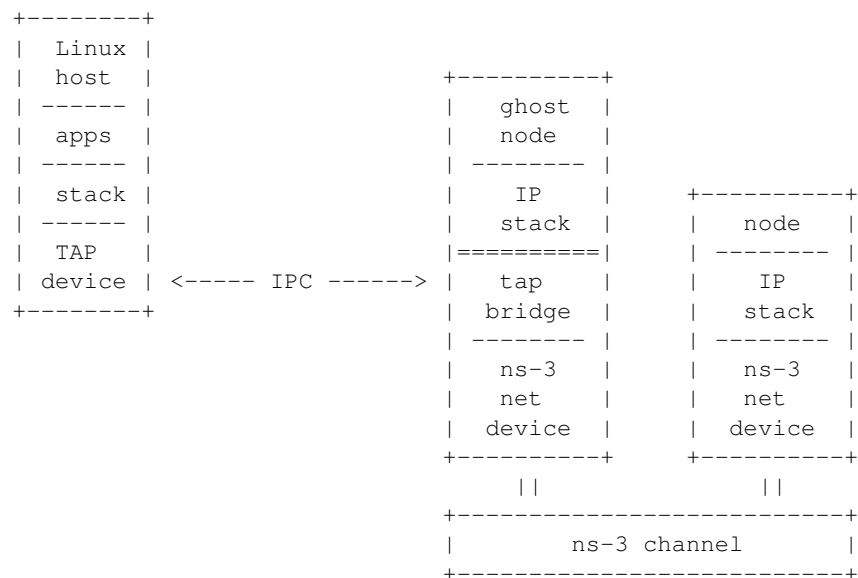 +--------+
|  Linux |
|  host  |                    +----------+
| ------ |                    |   ghost  |
|  apps  |                    |   node   |
| ------ |                    | -------- |
|  stack |                    |    IP    |     +----------+
| ------ |                    |   stack  |     |   node   |
|  TAP   |                    |==========|     | -------- |
| device | <----- IPC ------> |   tap    |     |    IP    |
+--------+                    |  bridge  |     |   stack  |
                              | -------- |     | -------- |
                              |   ns-3   |     |   ns-3   |
                              |   net    |     |   net    |
                              |  device  |     |  device  |
                              +----------+     +----------+
                                   ||               ||
                              +---------------------------+
                              |        ns-3 channel       |
                              +---------------------------+